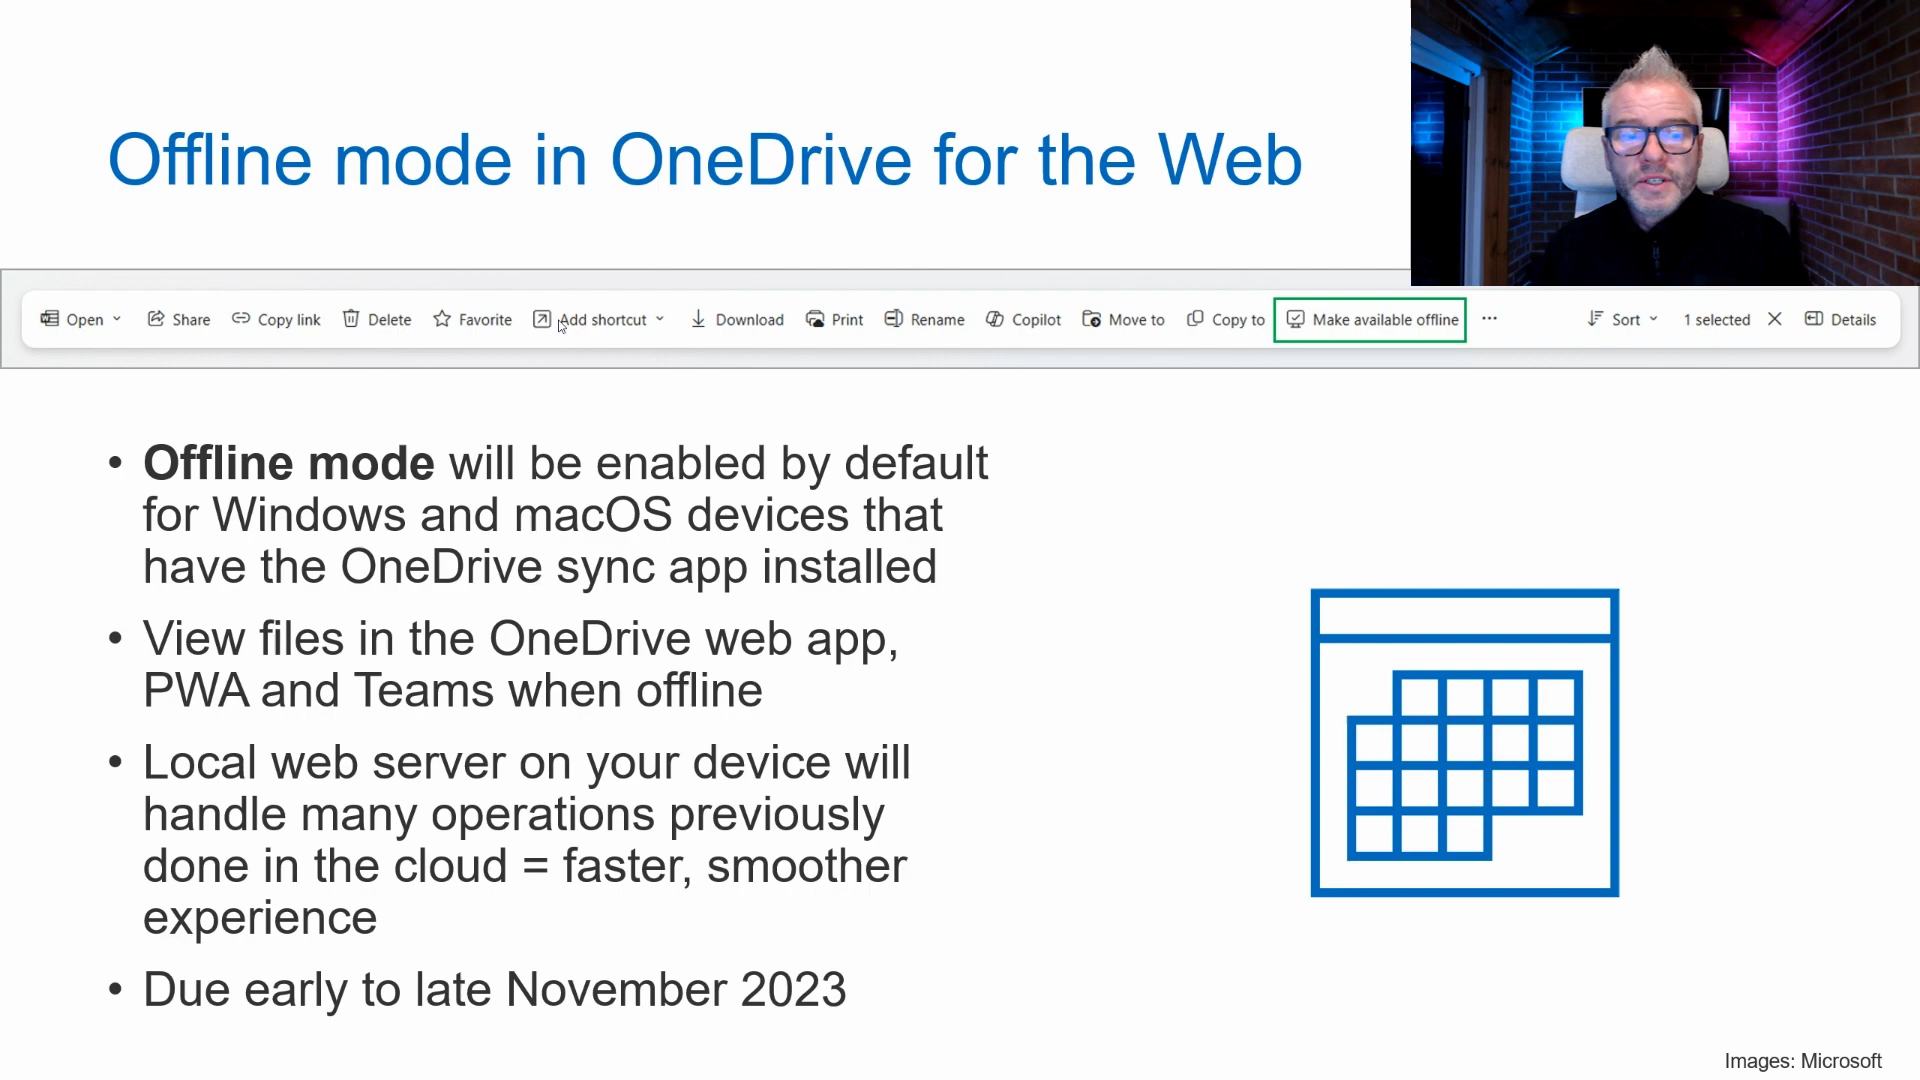 Offline mode in OneDrive for the Web
Open Share Copy link Delete Favorite Add shortcut Download Print Rename Copilot Move to Copy to Make available offline ... Sort 1 selected Details
• Offline mode will be enabled by default
for Windows and macOS devices that
have the OneDrive sync app installed
• View files in the OneDrive web app,
PWA and Teams when offline
• Local web server on your device will
handle many operations previously
done in the cloud = faster, smoother
experience
• Due early to late November 2023
Images: Microsoft